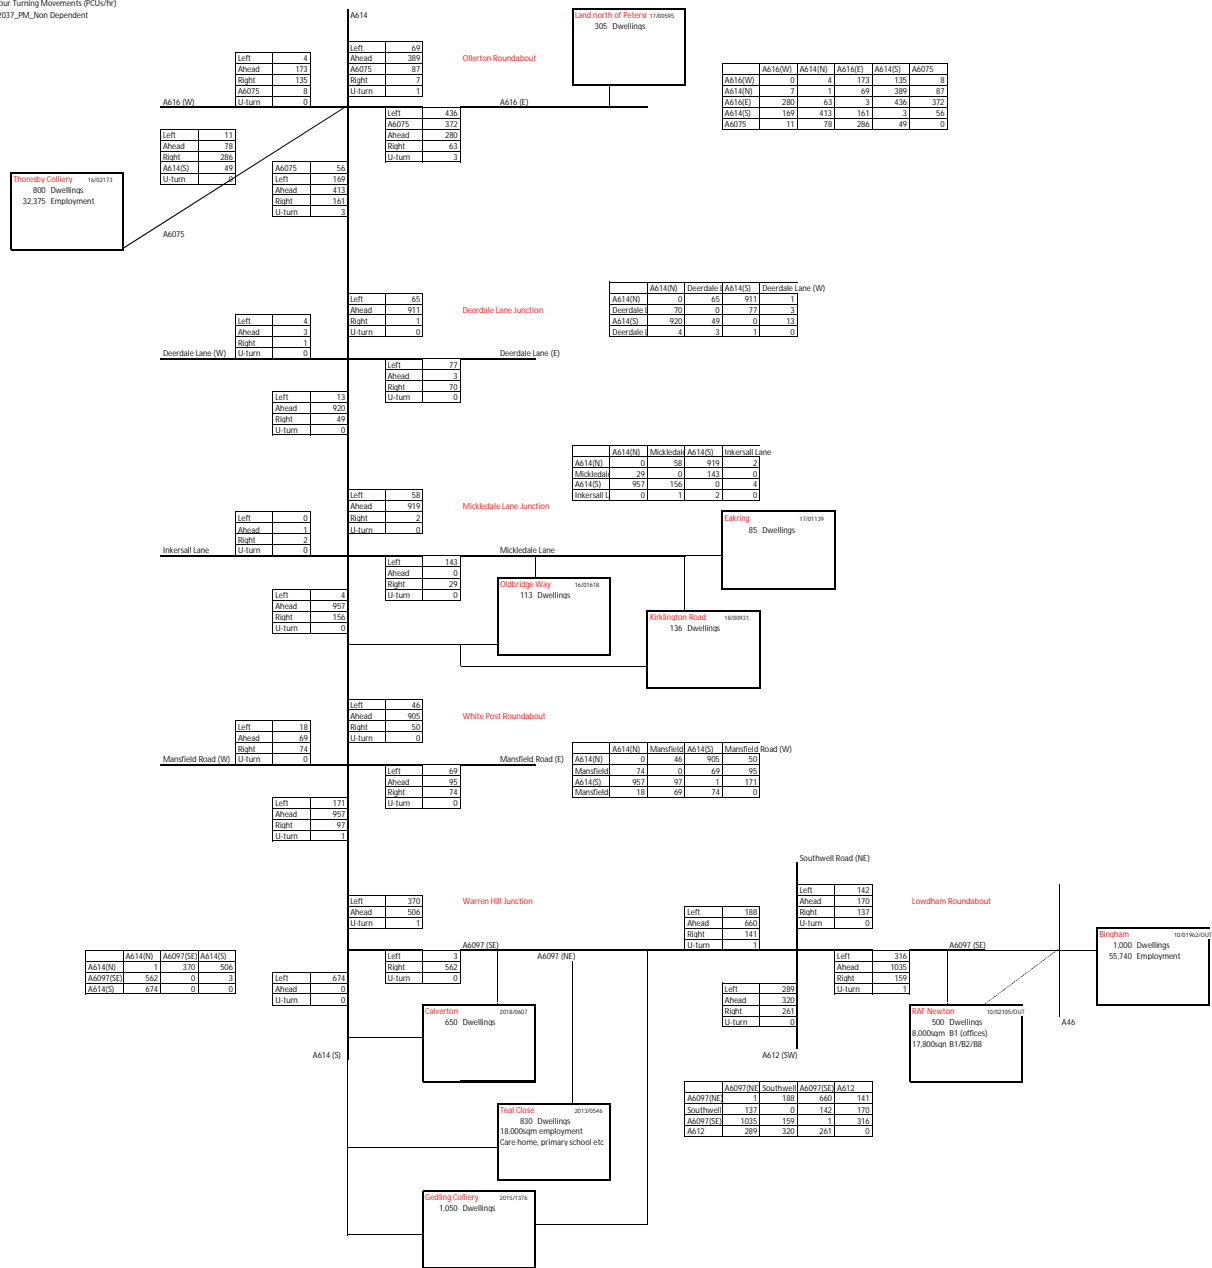 our Turning Movements (PCUs/hr)
2037_PM_Non Dependent
A614
Land north of Petersr 17/00595
305 Dwellings
Left 69
Ahead 389
A6075 87
Right 7
U-turn 1
Ollerton Roundabout
Left 4
Ahead 173
Right 135
A6075 8
U-turn 0
A616(W) A614(N) A616(E) A614(S) A6075
A616(W) 0 4 173 135 8
A614(N) 7 1 69 389 87
A616(E) 280 63 3 436 372
A614(S) 169 413 161 3 56
A6075 11 78 286 49 0
A616 (W)
A616 (E)
Left 436
A6075 372
Ahead 280
Right 63
U-turn 3
Left 11
Ahead 78
Right 286
A614(S) 49
U-turn 0
A6075 56
Left 169
Ahead 413
Right 161
U-turn 3
Thoresby Colliery 16/02173
800 Dwellings
32,375 Employment
A6075
Left 65
Ahead 911
Right 1
U-turn 0
Deerdale Lane Junction
A614(N) Deerdale L A614(S) Deerdale Lane (W)
A614(N) 0 65 911 1
Deerdale L 70 0 77 3
A614(S) 920 49 0 13
Deerdale L 4 3 1 0
Left 4
Ahead 3
Right 1
U-turn 0
Deerdale Lane (W)
Deerdale Lane (E)
Left 77
Ahead 3
Right 70
U-turn 0
Left 13
Ahead 920
Right 49
U-turn 0
A614(N) Mickledale A614(S) Inkersall Lane
A614(N) 0 58 919 2
Mickledale 29 0 143 0
A614(S) 957 156 0 4
Inkersall L 0 1 2 0
Left 58
Ahead 919
Right 2
U-turn 0
Mickledale Lane Junction
Left 0
Ahead 1
Right 2
U-turn 0
Inkersall Lane
Mickledale Lane
Eakring 17/01139
85 Dwellings
Left 143
Ahead 0
Right 29
U-turn 0
Oldbridge Way 16/01618
113 Dwellings
Left 4
Ahead 957
Right 156
U-turn 0
Kirklington Road 18/00931
136 Dwellings
Left 46
Ahead 905
Right 50
U-turn 0
White Post Roundabout
Left 18
Ahead 69
Right 74
U-turn 0
Mansfield Road (W)
Mansfield Road (E)
A614(N) Mansfield A614(S) Mansfield Road (W)
A614(N) 0 46 905 50
Mansfield 74 0 69 95
A614(S) 957 97 1 171
Mansfield 18 69 74 0
Left 69
Ahead 95
Right 74
U-turn 0
Left 171
Ahead 957
Right 97
U-turn 1
Southwell Road (NE)
Left 370
Ahead 506
U-turn 1
Warren Hill Junction
Left 188
Ahead 660
Right 141
U-turn 1
Left 142
Ahead 170
Right 137
U-turn 0
Lowdham Roundabout
A6097 (SE)
A6097 (NE)
A6097 (SE)
Bingham 10/01962/OUT
1,000 Dwellings
55,740 Employment
A614(N) A6097(SE) A614(S)
A614(N) 1 370 506
A6097(SE) 562 0 3
A614(S) 674 0 0
Left 3
Right 562
U-turn 0
Left 674
Ahead 0
U-turn 0
Left 316
Ahead 1035
Right 159
U-turn 1
Left 289
Ahead 320
Right 261
U-turn 0
Calverton 2018/0607
650 Dwellings
RAF Newton 10/02105/OUT
500 Dwellings
8,000sqm B1 (offices)
17,800sqm B1/B2/B8
A46
A614 (S)
A612 (SW)
A6097(NE) Southwell A6097(SE) A612
A6097(NE) 1 188 660 141
Southwell 137 0 142 170
A6097(SE) 1035 159 1 316
A612 289 320 261 0
Teal Close 2013/0546
830 Dwellings
18,000sqm employment
Care home, primary school etc
Gedling Colliery 2015/1376
1,050 Dwellings